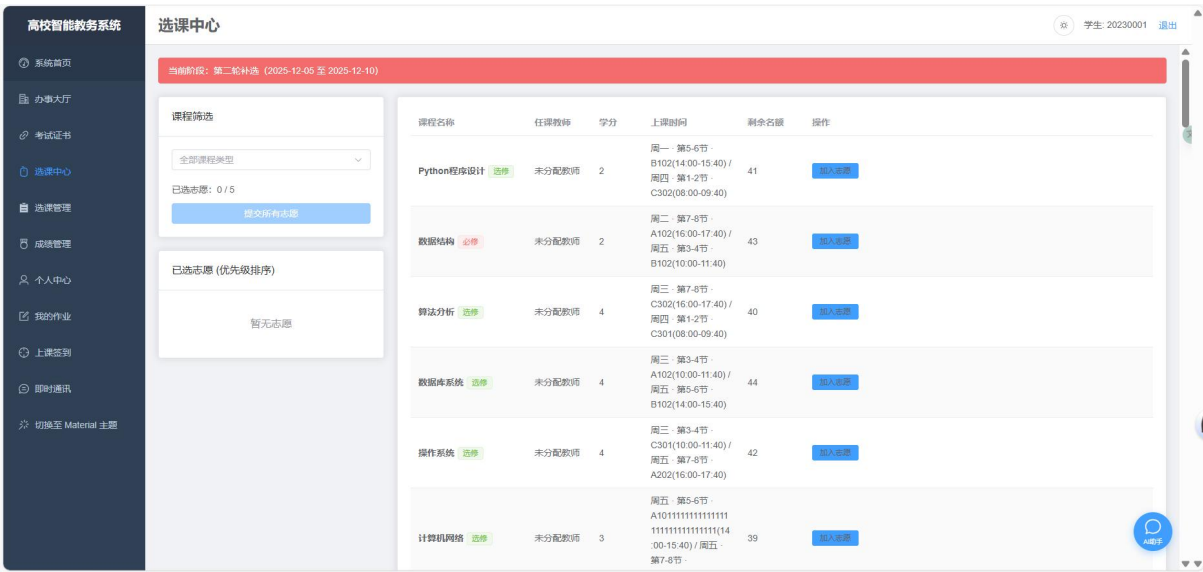 高校智能教务系统
选课中心
学生: 20230001
退出
系统首页
办事大厅
考试证书
选课中心
选课管理
成绩管理
个人中心
我的作业
上课签到
即时通讯
切换至 Material 主题
当前阶段：第二轮补选 (2025-12-05 至 2025-12-10)
课程筛选
全部课程类型
已选志愿：0 / 5
提交所有志愿
已选志愿 (优先级排序)
暂无志愿
课程名称 任课教师 学分 上课时间 剩余名额 操作
周一 · 第5-6节 ·
B102(14:00-15:40) /
周四 · 第1-2节 ·
C302(08:00-09:40)
Python程序设计 选修 未分配教师 2 41 加入志愿
周二 · 第7-8节 ·
A102(16:00-17:40) /
周五 · 第3-4节 ·
B102(10:00-11:40)
数据结构 必修 未分配教师 2 43 加入志愿
周三 · 第7-8节 ·
C302(16:00-17:40) /
周四 · 第1-2节 ·
C301(08:00-09:40)
算法分析 选修 未分配教师 4 40 加入志愿
周三 · 第3-4节 ·
A102(10:00-11:40) /
周五 · 第5-6节 ·
B102(14:00-15:40)
数据库系统 选修 未分配教师 4 44 加入志愿
周三 · 第3-4节 ·
C301(10:00-11:40) /
周五 · 第7-8节 ·
A202(16:00-17:40)
操作系统 选修 未分配教师 4 42 加入志愿
周五 · 第5-6节 ·
A1011111111111111
111111111111111(14
:00-15:40) / 周五 ·
第7-8节 ·
计算机网络 选修 未分配教师 3 39 加入志愿
AI助手